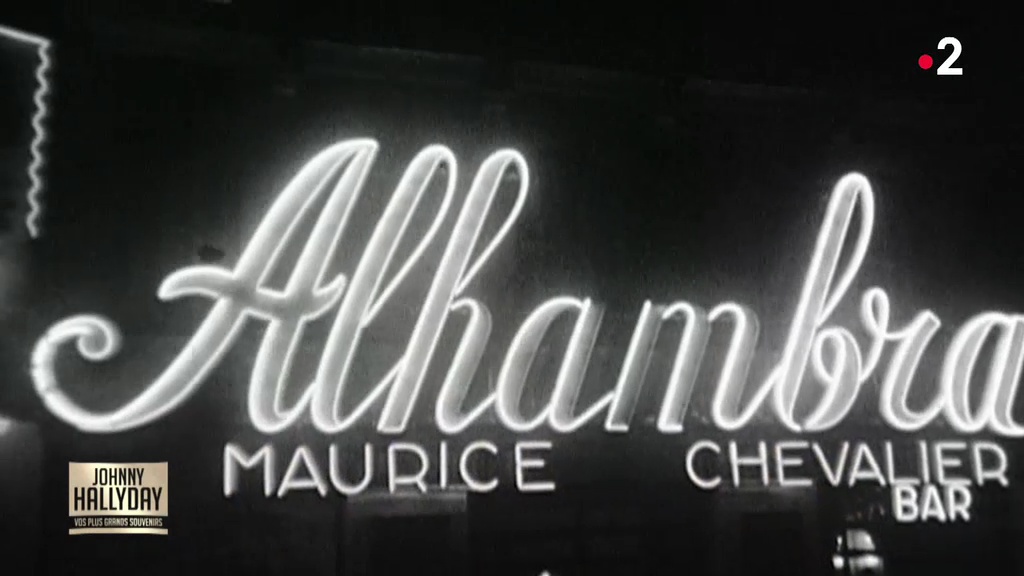 2
Alhambra
MAURICE CHEVALIER
BAR
JOHNNY
HALLYDAY
VOS PLUS GRANDS SOUVENIRS